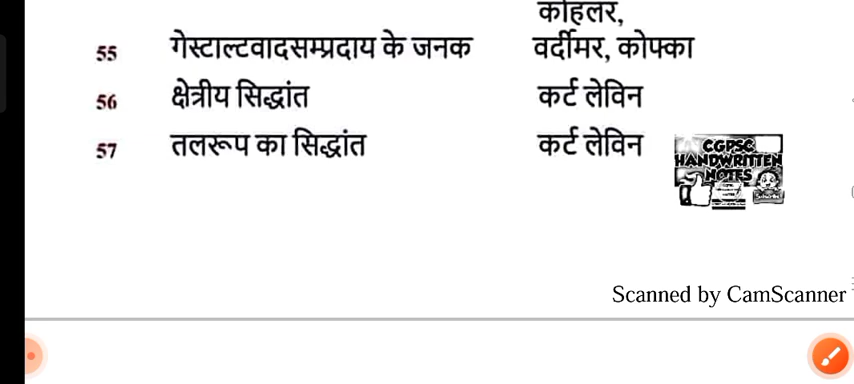 कोहलर,
55 गेस्टाल्टवादसम्प्रदाय के जनक वर्दीमर, कोफ्का
56 क्षेत्रीय सिद्धांत कर्ट लेविन
57 तलरूप का सिद्धांत कर्ट लेविन
CGPSC
HANDWRITTEN
NOTES
Subscribe
Scanned by CamScanner